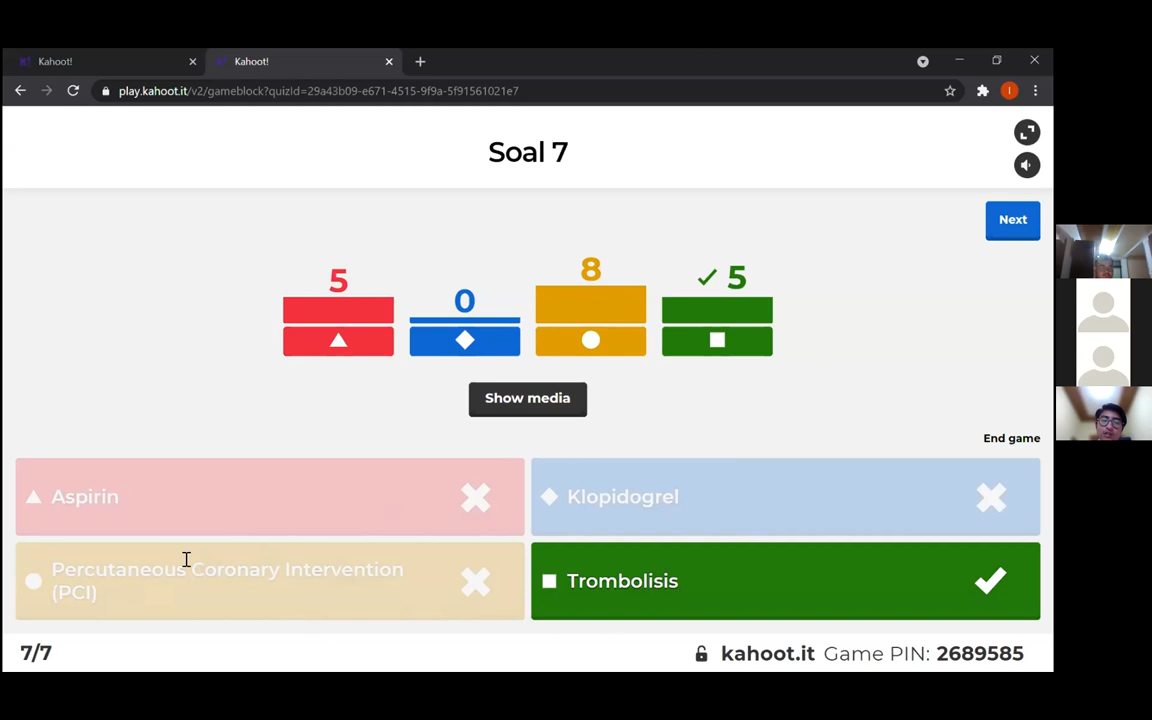 Kahoot!
Kahoot!
play.kahoot.it/v2/gameblock?quizId=29a43b09-e671-4515-9f9a-5f91561021e7
I
Soal 7
Next
5
0
8
5
Show media
End game
Aspirin
Klopidogrel
Percutaneous Coronary Intervention
(PCI)
Trombolisis
7/7
kahoot.it Game PIN: 2689585